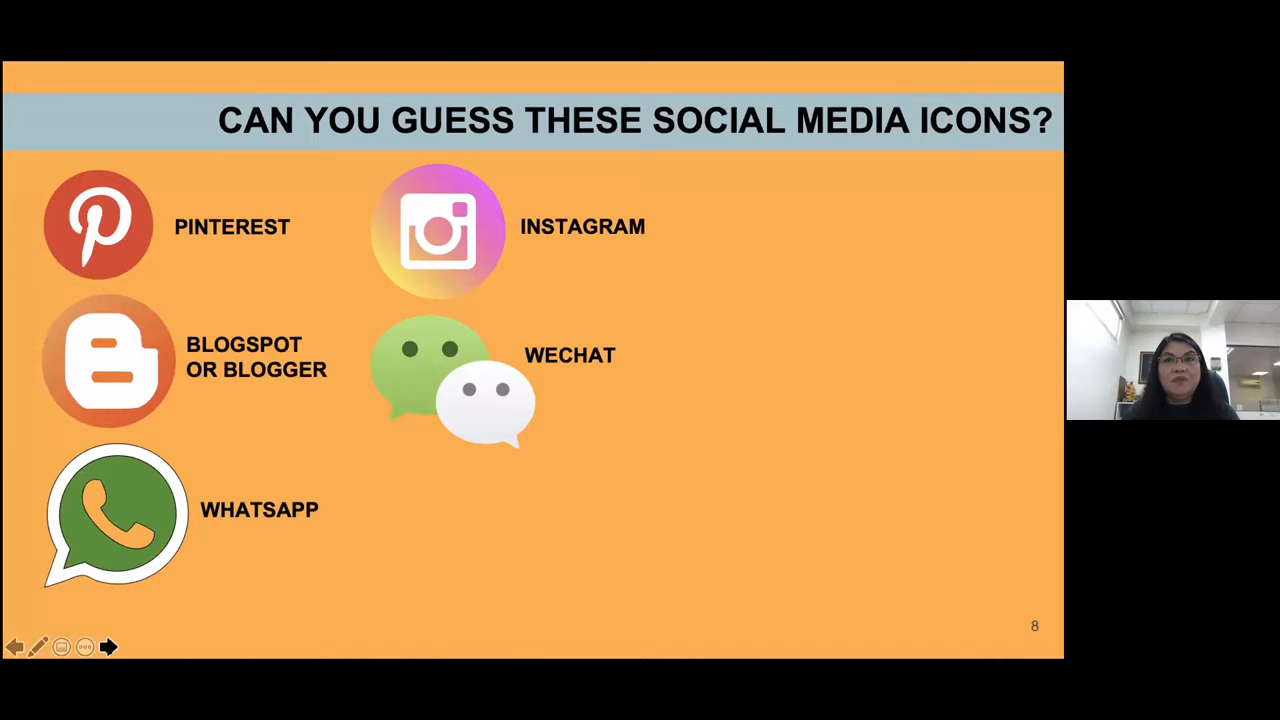 CAN YOU GUESS THESE SOCIAL MEDIA ICONS?
PINTEREST
INSTAGRAM
BLOGSPOT
OR BLOGGER
WECHAT
WHATSAPP
8